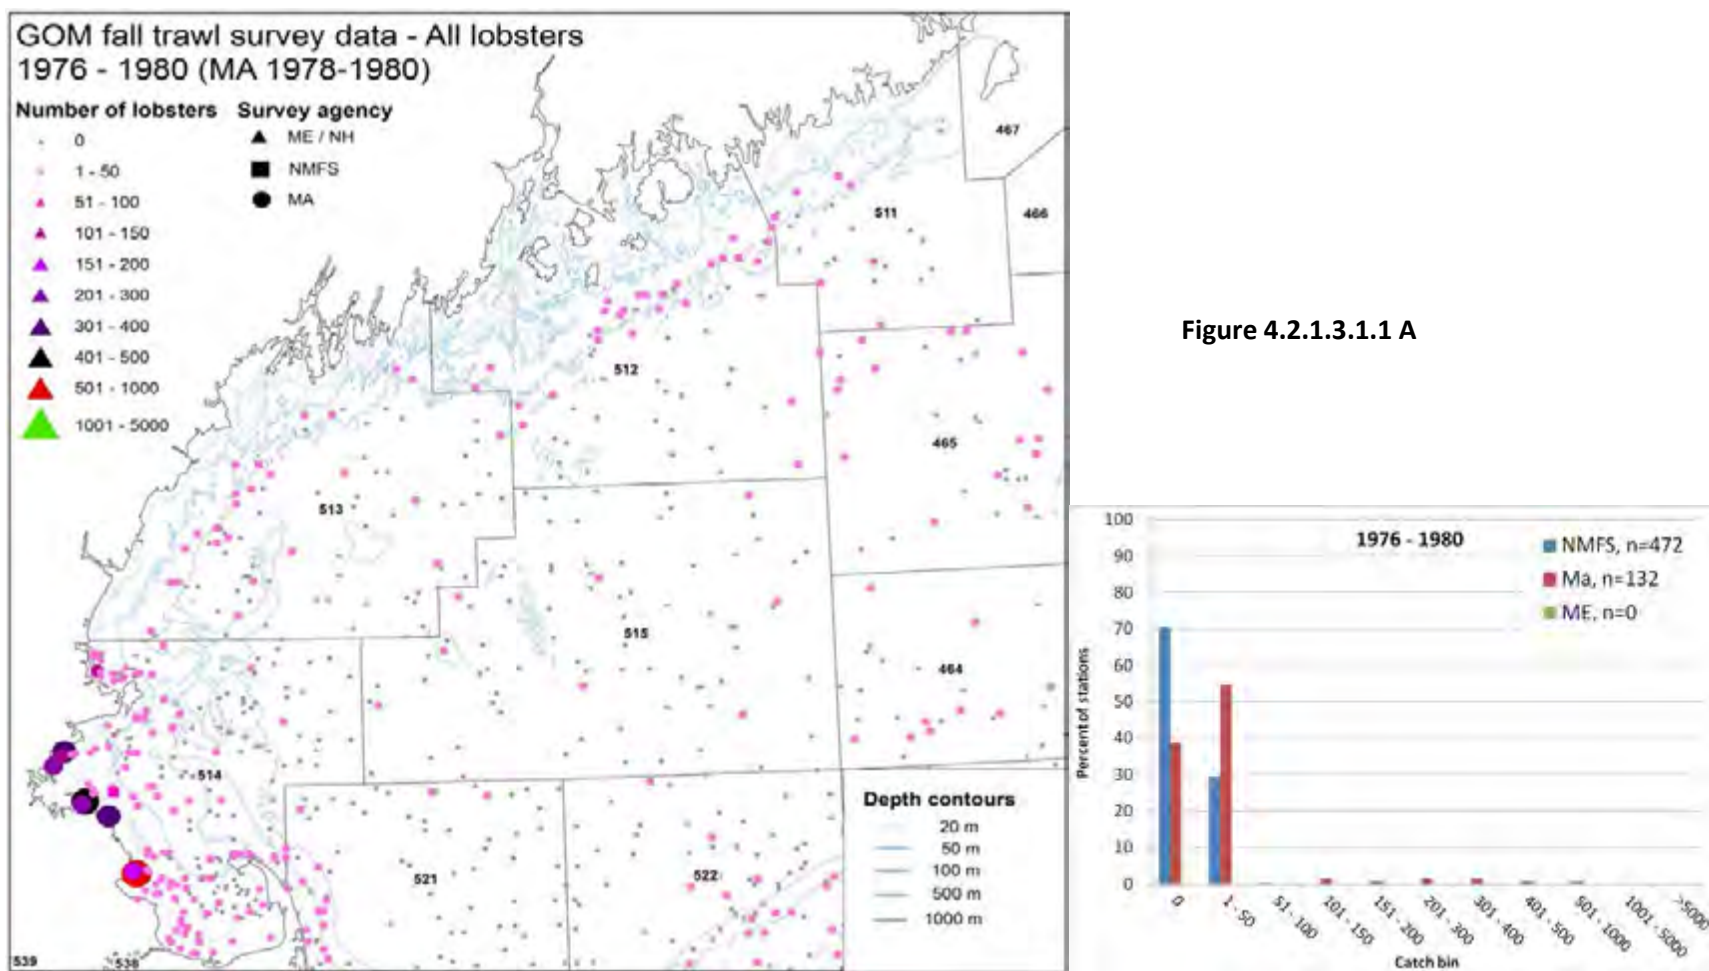 GOM fall trawl survey data - All lobsters
1976 - 1980 (MA 1978-1980)
Number of lobsters
0
1 - 50
51 - 100
101 - 150
151 - 200
201 - 300
301 - 400
401 - 500
501 - 1000
1001 - 5000
Survey agency
ME / NH
NMFS
MA
467
466
511
512
465
513
515
464
514
521
522
539
538
Depth contours
20 m
50 m
100 m
500 m
1000 m
Figure 4.2.1.3.1.1 A
1976 - 1980
NMFS, n=472
Ma, n=132
ME, n=0
Percent of stations
100
90
80
70
60
50
40
30
20
10
0
0
1 - 50
51 - 100
101 - 150
151 - 200
201 - 300
301 - 400
401 - 500
501 - 1000
1001 - 5000
>5000
Catch bin